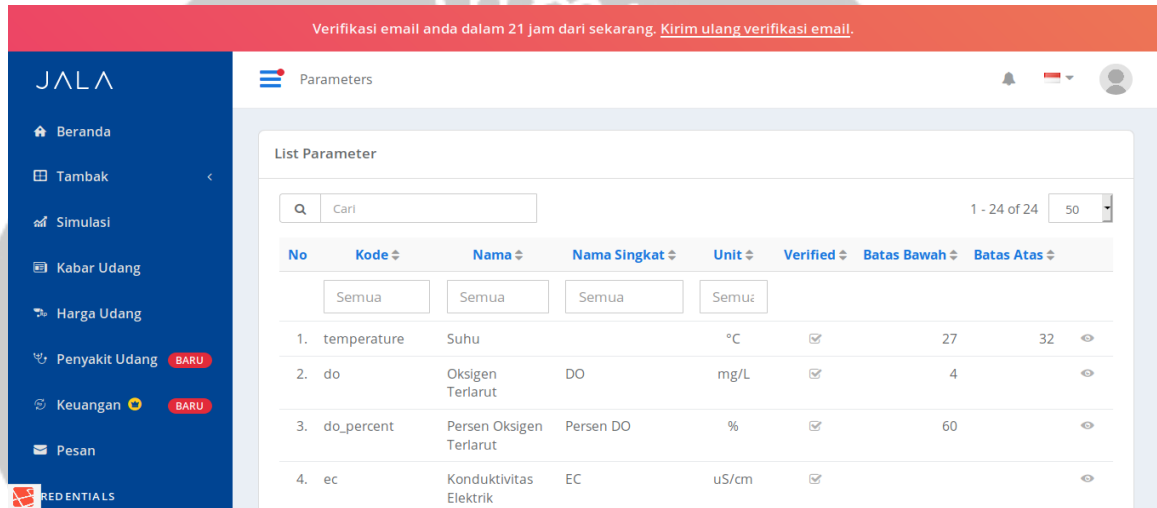 Verifikasi email anda dalam 21 jam dari sekarang. Kirim ulang verifikasi email.
JALA
Parameters
Beranda
Tambak
Simulasi
Kabar Udang
Harga Udang
Penyakit Udang BARU
Keuangan BARU
Pesan
REDENTIALS
List Parameter
Cari
1 - 24 of 24 50
No Kode Nama Nama Singkat Unit Verified Batas Bawah Batas Atas
Semua Semua Semua Semua
1. temperature Suhu °C 27 32
2. do Oksigen Terlarut DO mg/L 4
3. do_percent Persen Oksigen Terlarut Persen DO % 60
4. ec Konduktivitas Elektrik EC uS/cm